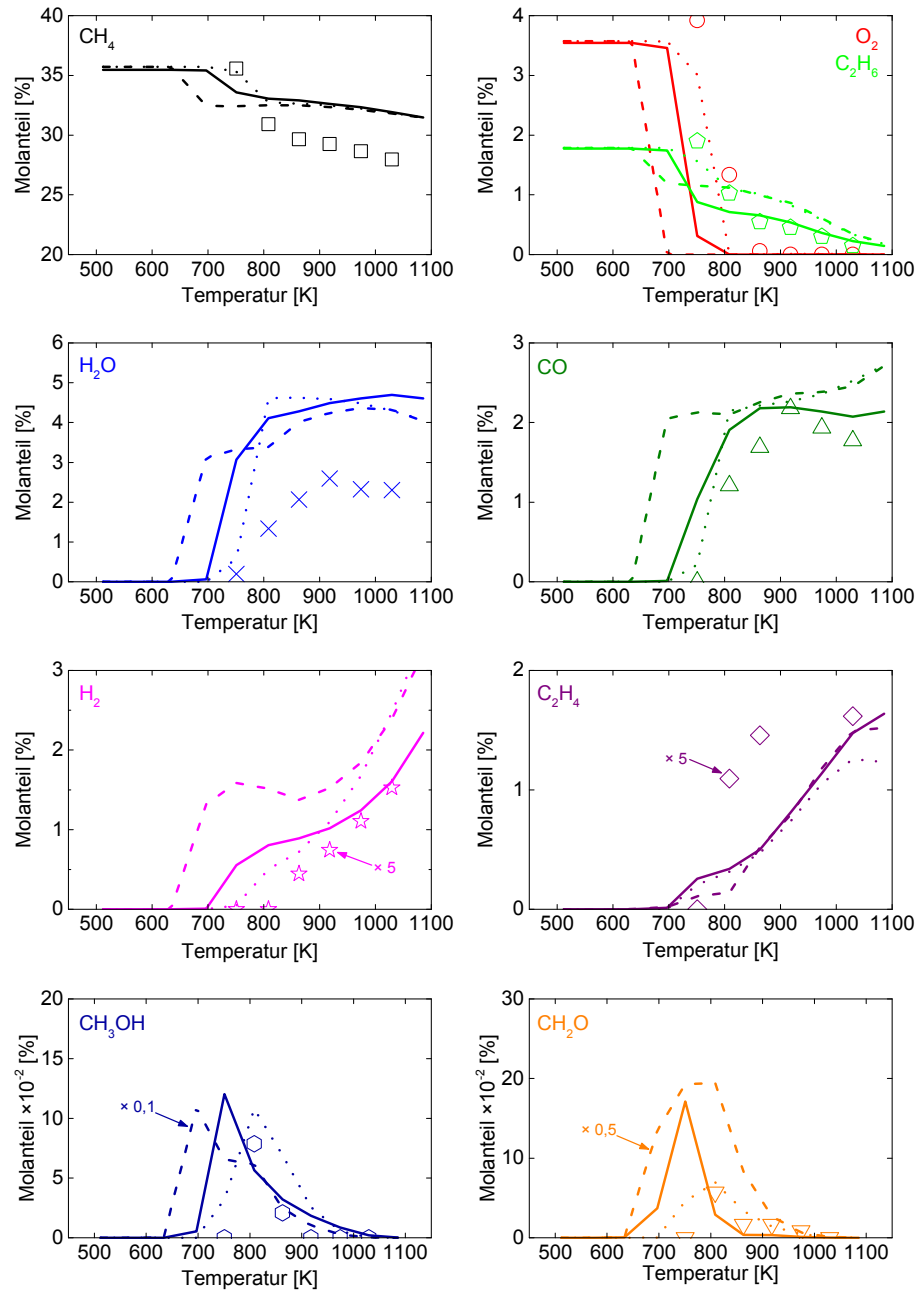 CH₄
Molanteil [%]
40
35
30
25
20
500 600 700 800 900 1000 1100
Temperatur [K]
O₂
C₂H₆
Molanteil [%]
4
3
2
1
0
500 600 700 800 900 1000 1100
Temperatur [K]
H₂O
Molanteil [%]
6
5
4
3
2
1
0
500 600 700 800 900 1000 1100
Temperatur [K]
CO
Molanteil [%]
3
2
1
0
500 600 700 800 900 1000 1100
Temperatur [K]
H₂
Molanteil [%]
3
2
1
0
× 5
500 600 700 800 900 1000 1100
Temperatur [K]
C₂H₄
Molanteil [%]
2
1
0
× 5
500 600 700 800 900 1000 1100
Temperatur [K]
CH₃OH
Molanteil ×10⁻² [%]
20
15
10
5
0
× 0,1
500 600 700 800 900 1000 1100
Temperatur [K]
CH₂O
Molanteil ×10⁻² [%]
30
20
10
0
× 0,5
500 600 700 800 900 1000 1100
Temperatur [K]